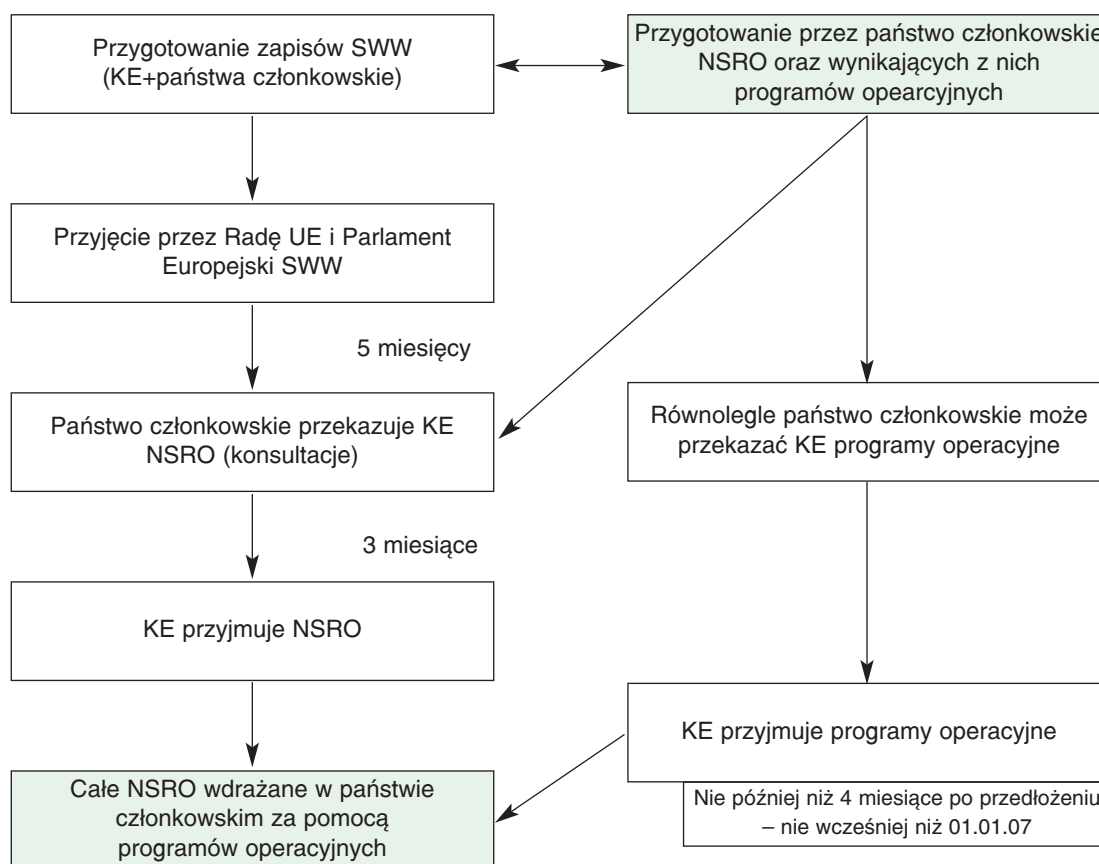 Przygotowanie zapisów SWW
(KE+państwa członkowskie)
Przygotowanie przez państwo członkowskie
NSRO oraz wynikających z nich
programów opearcyjnych
Przyjęcie przez Radę UE i Parlament
Europejski SWW
5 miesięcy
Państwo członkowskie przekazuje KE
NSRO (konsultacje)
Równolegle państwo członkowskie może
przekazać KE programy operacyjne
3 miesiące
KE przyjmuje NSRO
KE przyjmuje programy operacyjne
Nie później niż 4 miesiące po przedłożeniu
– nie wcześniej niż 01.01.07
Całe NSRO wdrażane w państwie
członkowskim za pomocą
programów operacyjnych